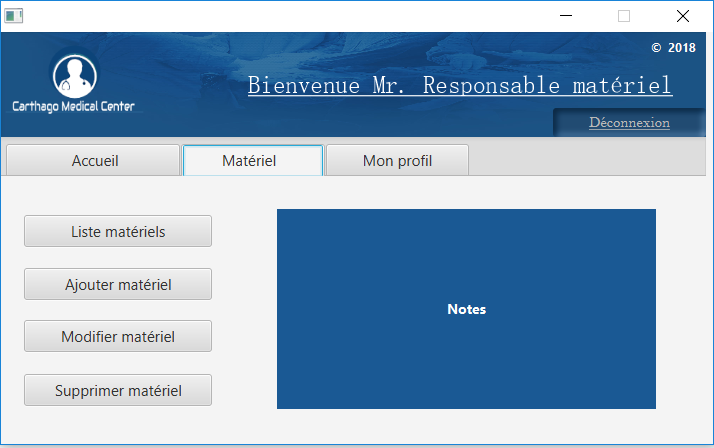 © 2018
Bienvenue Mr. Responsable matériel
Carthago Medical Center
Déconnexion
Accueil
Matériel
Mon profil
Liste matériels
Ajouter matériel
Modifier matériel
Supprimer matériel
Notes